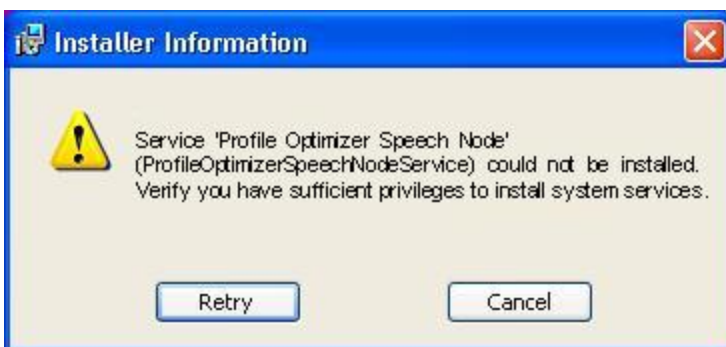 Installer Information
Service 'Profile Optimizer Speech Node'
(ProfileOptimizerSpeechNodeService) could not be installed.
Verify you have sufficient privileges to install system services.
Retry
Cancel